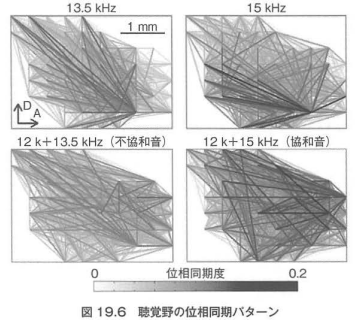 13.5 kHz
15 kHz
1 mm
D
A
12 k+13.5 kHz（不協和音）
12 k+15 kHz（協和音）
0
0.2
位相同期度
図 19.6　聴覚野の位相同期パターン